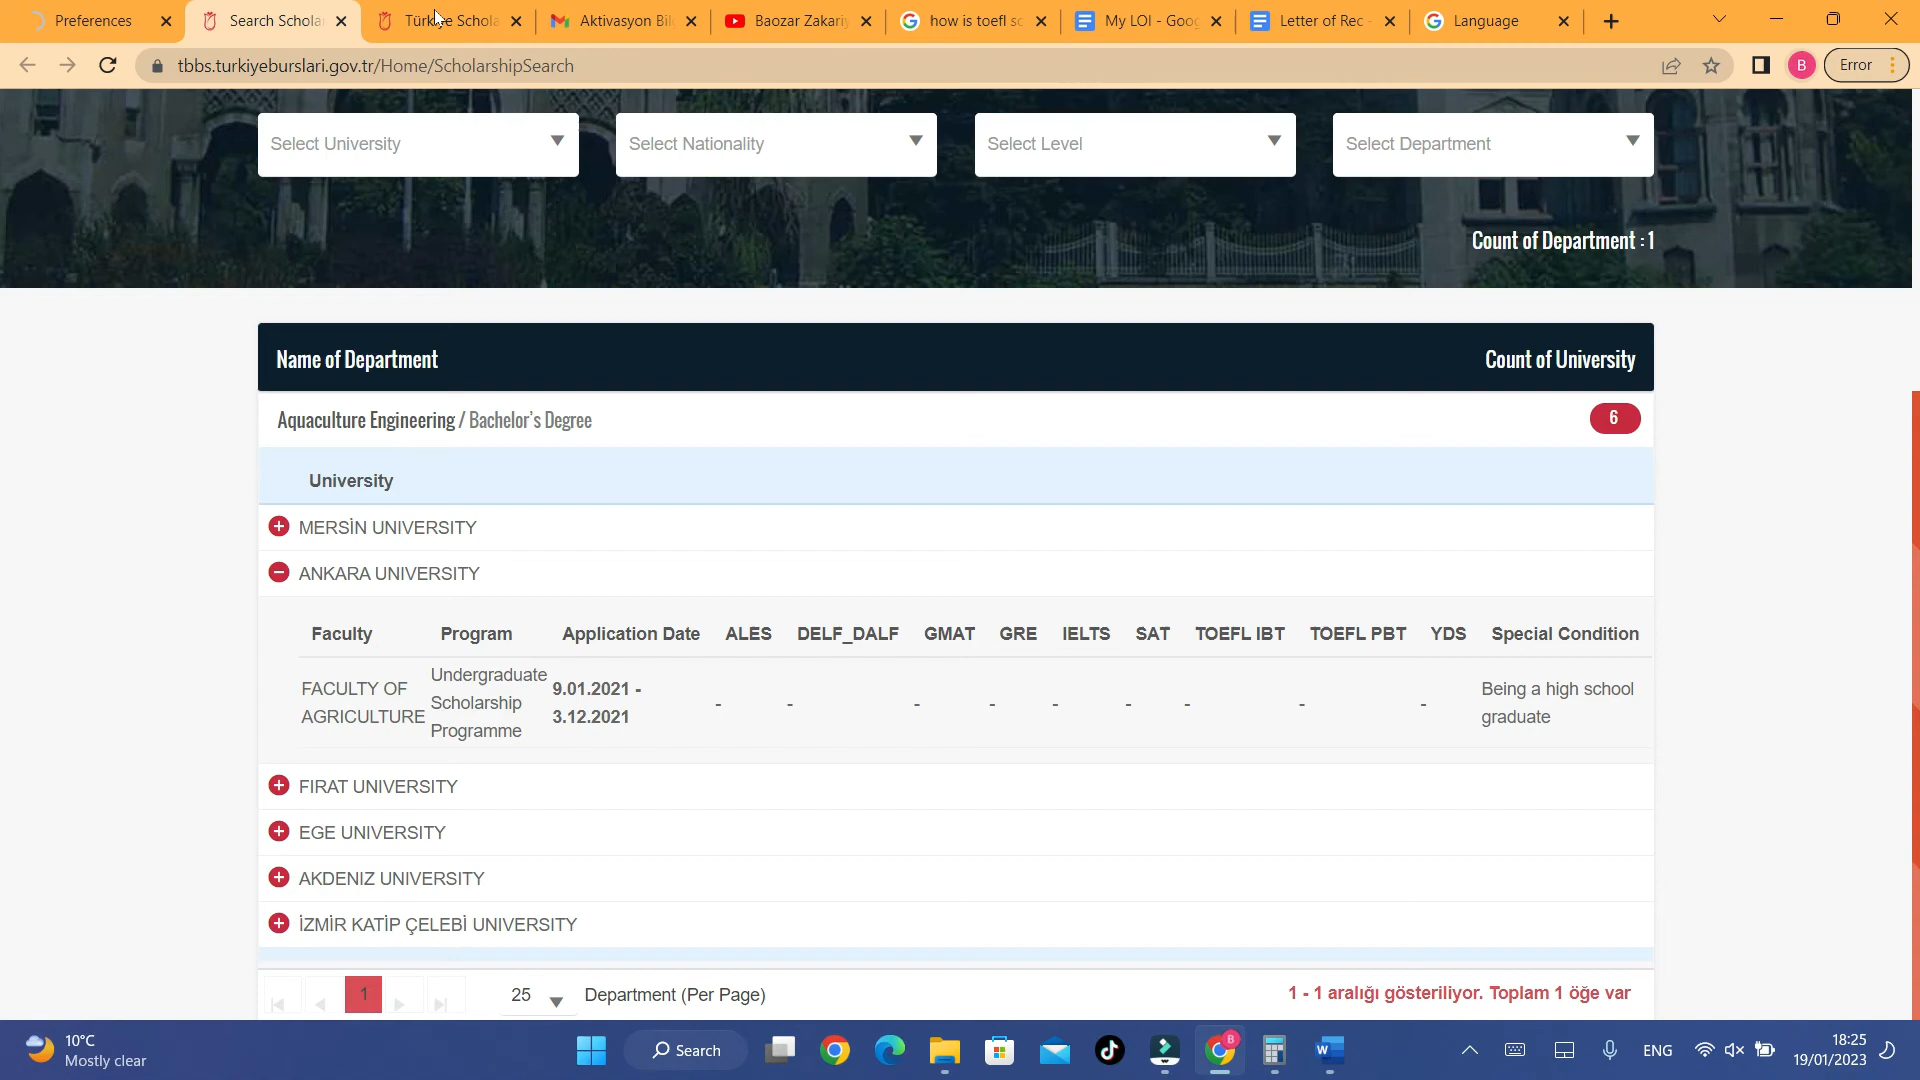 Preferences
Search Schola
Türkiye Schola
Aktivasyon Bil
Baozar Zakariy
how is toefl sc
My LOI - Goog
Letter of Rec -
Language
tbbs.turkiyeburslari.gov.tr/Home/ScholarshipSearch
B
Error
Select University
Select Nationality
Select Level
Select Department
Count of Department : 1
Name of Department
Count of University
Aquaculture Engineering / Bachelor's Degree
6
University
MERSİN UNIVERSITY
ANKARA UNIVERSITY
Faculty Program Application Date ALES DELF_DALF GMAT GRE IELTS SAT TOEFL IBT TOEFL PBT YDS Special Condition
FACULTY OF AGRICULTURE
Undergraduate Scholarship Programme
9.01.2021 - 3.12.2021
- - - - - - - - -
Being a high school graduate
FIRAT UNIVERSITY
EGE UNIVERSITY
AKDENIZ UNIVERSITY
İZMİR KATİP ÇELEBİ UNIVERSITY
1
25
Department (Per Page)
1 - 1 aralığı gösteriliyor. Toplam 1 öğe var
10°C
Mostly clear
Search
B
W
ENG
18:25
19/01/2023